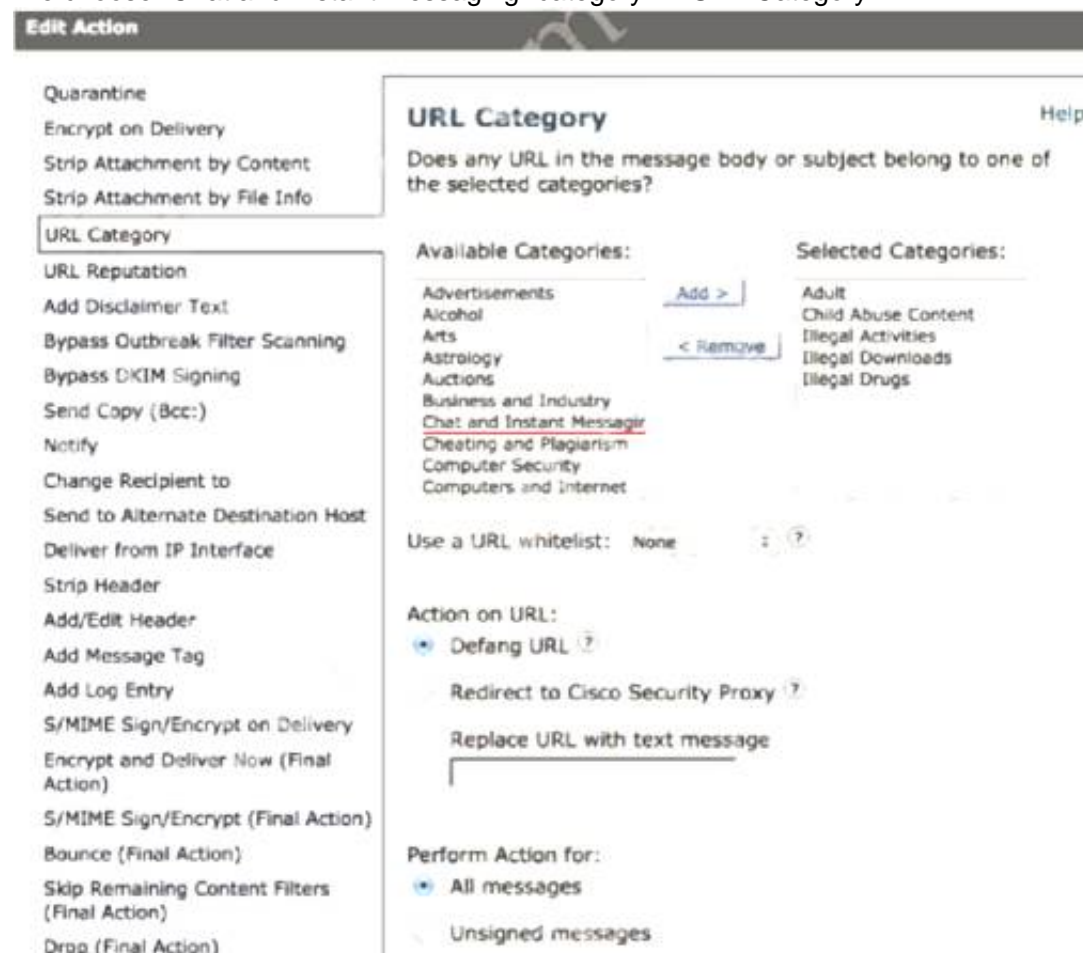 Edit Action
Quarantine
Encrypt on Delivery
Strip Attachment by Content
Strip Attachment by File Info
URL Category
URL Reputation
Add Disclaimer Text
Bypass Outbreak Filter Scanning
Bypass DKIM Signing
Send Copy (Bcc:)
Notify
Change Recipient to
Send to Alternate Destination Host
Deliver from IP Interface
Strip Header
Add/Edit Header
Add Message Tag
Add Log Entry
S/MIME Sign/Encrypt on Delivery
Encrypt and Deliver Now (Final
Action)
S/MIME Sign/Encrypt (Final Action)
Bounce (Final Action)
Skip Remaining Content Filters
(Final Action)
Drop (Final Action)
URL Category
Help
Does any URL in the message body or subject belong to one of
the selected categories?
Available Categories:
Advertisements
Alcohol
Arts
Astrology
Auctions
Business and Industry
Chat and Instant Messagir
Cheating and Plagiarism
Computer Security
Computers and Internet
Add >
< Remove
Selected Categories:
Adult
Child Abuse Content
Illegal Activities
Illegal Downloads
Illegal Drugs
Use a URL whitelist: None
Action on URL:
Defang URL ?
Redirect to Cisco Security Proxy ?
Replace URL with text message
Perform Action for:
All messages
Unsigned messages